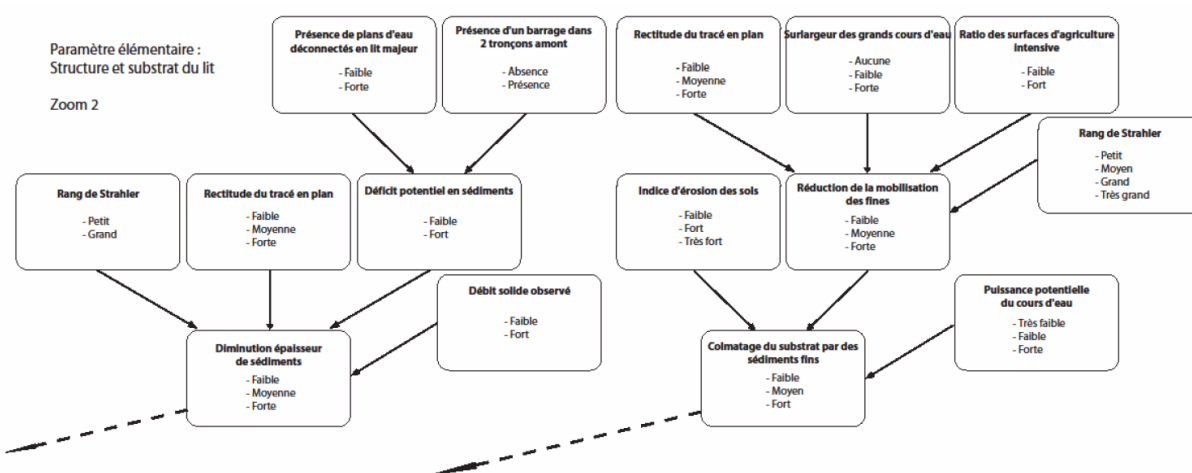 Paramètre élémentaire :
Structure et substrat du lit
Zoom 2
Présence de plans d'eau
déconnectés en lit majeur
- Faible
- Forte
Présence d'un barrage dans
2 tronçons amont
- Absence
- Présence
Rectitude du tracé en plan
- Faible
- Moyenne
- Forte
Surlargeur des grands cours d'eau
- Aucune
- Faible
- Forte
Ratio des surfaces d'agriculture
intensive
- Faible
- Fort
Rang de Strahler
- Petit
- Moyen
- Grand
- Très grand
Rang de Strahler
- Petit
- Grand
Rectitude du tracé en plan
- Faible
- Moyenne
- Forte
Déficit potentiel en sédiments
- Faible
- Fort
Indice d'érosion des sols
- Faible
- Fort
- Très fort
Réduction de la mobilisation
des fines
- Faible
- Moyenne
- Forte
Débit solide observé
- Faible
- Fort
Puissance potentielle
du cours d'eau
- Très faible
- Faible
- Forte
Diminution épaisseur
de sédiments
- Faible
- Moyenne
- Forte
Colmatage du substrat par des
sédiments fins
- Faible
- Moyen
- Fort